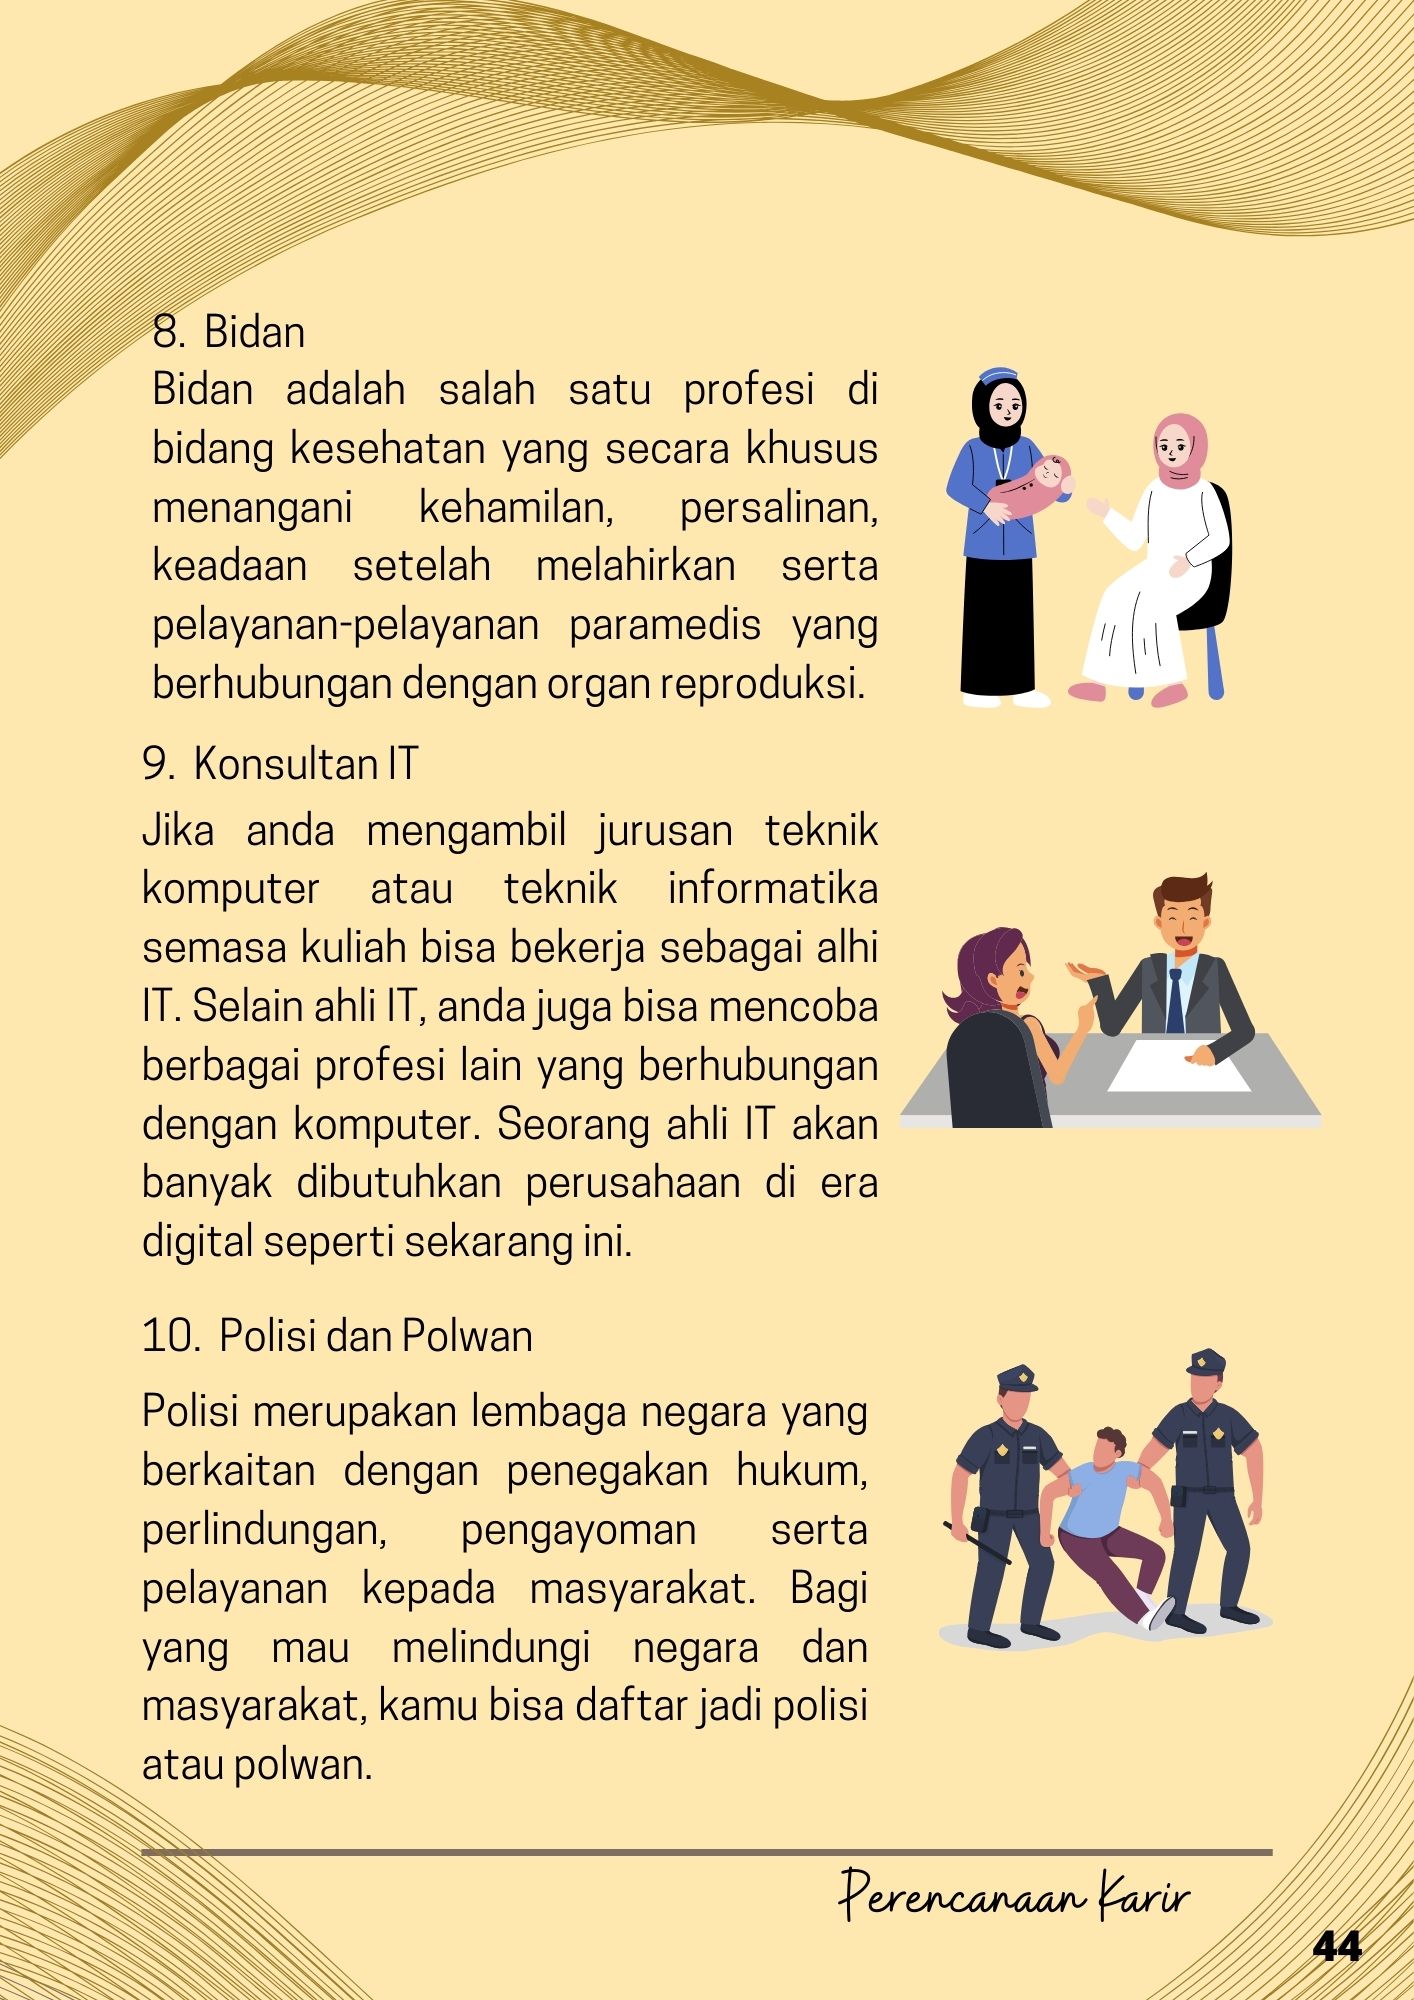 8. Bidan
Bidan adalah salah satu profesi di
bidang kesehatan yang secara khusus
menangani kehamilan, persalinan,
keadaan setelah melahirkan serta
pelayanan-pelayanan paramedis yang
berhubungan dengan organ reproduksi.
9. Konsultan IT
Jika anda mengambil jurusan teknik
komputer atau teknik informatika
semasa kuliah bisa bekerja sebagai alhi
IT. Selain ahli IT, anda juga bisa mencoba
berbagai profesi lain yang berhubungan
dengan komputer. Seorang ahli IT akan
banyak dibutuhkan perusahaan di era
digital seperti sekarang ini.
10. Polisi dan Polwan
Polisi merupakan lembaga negara yang
berkaitan dengan penegakan hukum,
perlindungan, pengayoman serta
pelayanan kepada masyarakat. Bagi
yang mau melindungi negara dan
masyarakat, kamu bisa daftar jadi polisi
atau polwan.
Perencanaan Karir
44